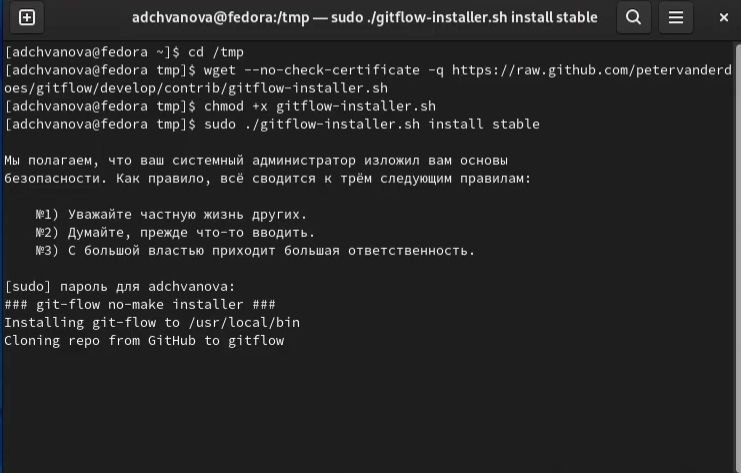 adchvanova@fedora:/tmp — sudo ./gitflow-installer.sh install stable
[adchvanova@fedora ~]$ cd /tmp
[adchvanova@fedora tmp]$ wget --no-check-certificate -q https://raw.github.com/petervanderd
oes/gitflow/develop/contrib/gitflow-installer.sh
[adchvanova@fedora tmp]$ chmod +x gitflow-installer.sh
[adchvanova@fedora tmp]$ sudo ./gitflow-installer.sh install stable
Мы полагаем, что ваш системный администратор изложил вам основы
безопасности. Как правило, всё сводится к трём следующим правилам:
№1) Уважайте частную жизнь других.
№2) Думайте, прежде что-то вводить.
№3) С большой властью приходит большая ответственность.
[sudo] пароль для adchvanova:
### git-flow no-make installer ###
Installing git-flow to /usr/local/bin
Cloning repo from GitHub to gitflow